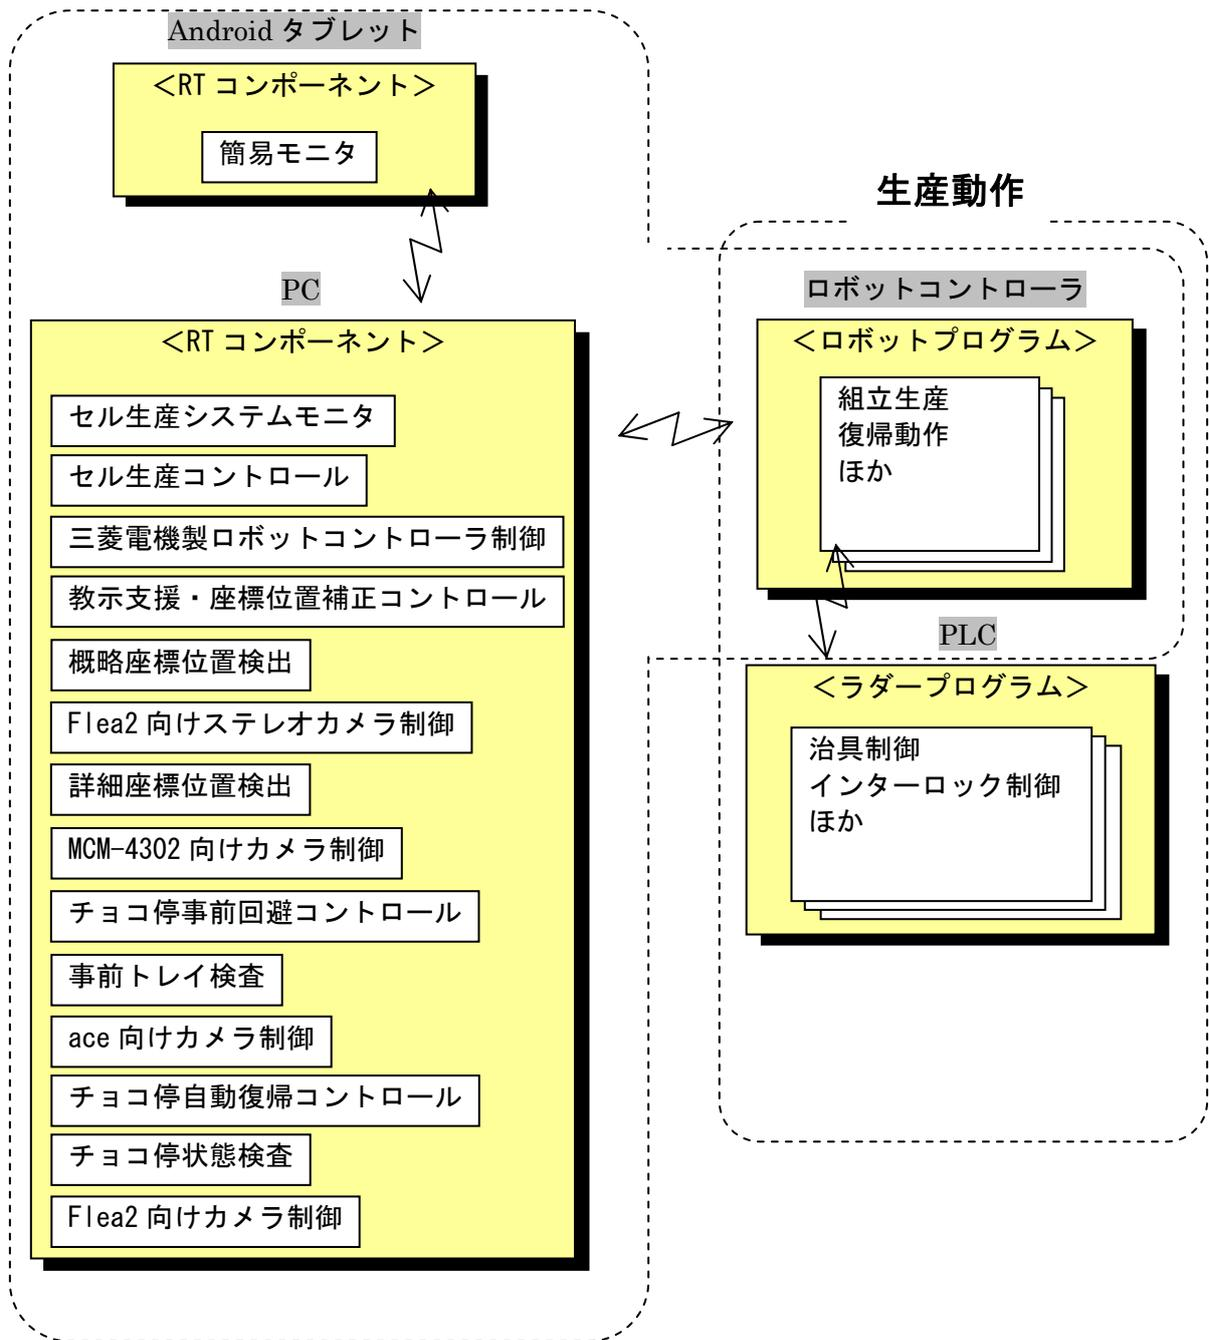 Android タブレット
＜RT コンポーネント＞
簡易モニタ
PC
＜RT コンポーネント＞
セル生産システムモニタ
セル生産コントロール
三菱電機製ロボットコントローラ制御
教示支援・座標位置補正コントロール
概略座標位置検出
Flea2 向けステレオカメラ制御
詳細座標位置検出
MCM-4302 向けカメラ制御
チョコ停事前回避コントロール
事前トレイ検査
ace 向けカメラ制御
チョコ停自動復帰コントロール
チョコ停状態検査
Flea2 向けカメラ制御
生産動作
ロボットコントローラ
＜ロボットプログラム＞
組立生産
復帰動作
ほか
PLC
＜ラダープログラム＞
治具制御
インターロック制御
ほか